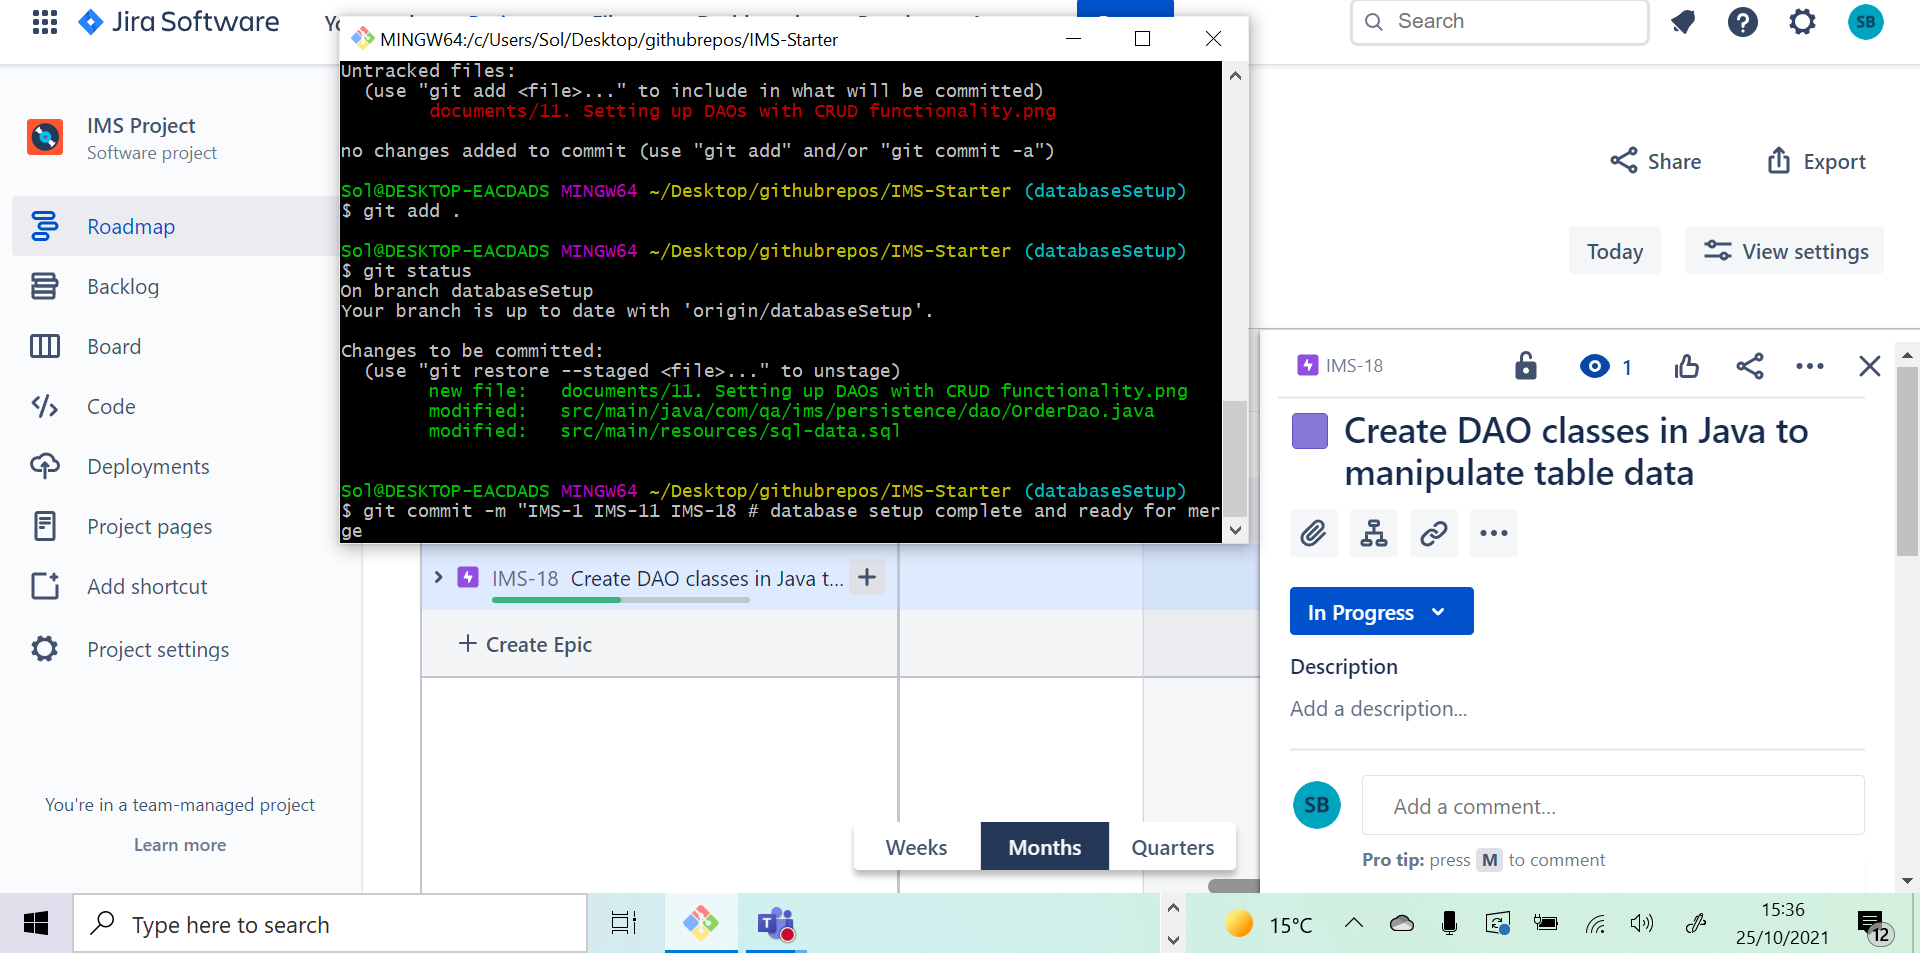 Jira Software
Search
SB
MINGW64:/c/Users/Sol/Desktop/githubrepos/IMS-Starter
Untracked files:
(use "git add <file>..." to include in what will be committed)
documents/11. Setting up DAOs with CRUD functionality.png
no changes added to commit (use "git add" and/or "git commit -a")
Sol@DESKTOP-EACDADS MINGW64 ~/Desktop/githubrepos/IMS-Starter (databaseSetup)
$ git add .
Sol@DESKTOP-EACDADS MINGW64 ~/Desktop/githubrepos/IMS-Starter (databaseSetup)
$ git status
On branch databaseSetup
Your branch is up to date with 'origin/databaseSetup'.
Changes to be committed:
(use "git restore --staged <file>..." to unstage)
new file:   documents/11. Setting up DAOs with CRUD functionality.png
modified:   src/main/java/com/qa/ims/persistence/dao/OrderDao.java
modified:   src/main/resources/sql-data.sql
Sol@DESKTOP-EACDADS MINGW64 ~/Desktop/githubrepos/IMS-Starter (databaseSetup)
$ git commit -m "IMS-1 IMS-11 IMS-18 # database setup complete and ready for mer
ge
IMS Project
Software project
Roadmap
Backlog
Board
Code
Deployments
Project pages
Add shortcut
Project settings
You're in a team-managed project
Learn more
Share
Export
Today
View settings
IMS-18 Create DAO classes in Java t...
Create Epic
Weeks
Months
Quarters
IMS-18
1
Create DAO classes in Java to
manipulate table data
In Progress
Description
Add a description...
SB
Add a comment...
Pro tip: press M to comment
Type here to search
15°C
15:36
25/10/2021
12